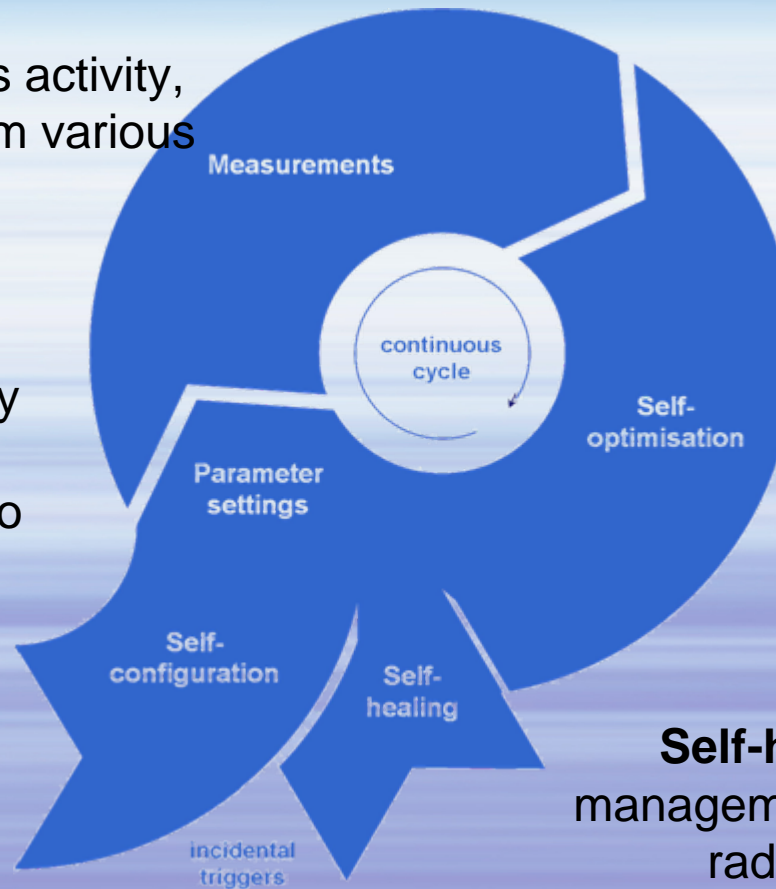 s activity,
m various
Measurements
continuous
cycle
y
Self-
optimisation
Parameter
settings
o
Self-
configuration
Self-
healing
Self-h
managem
rad
incidental
triggers